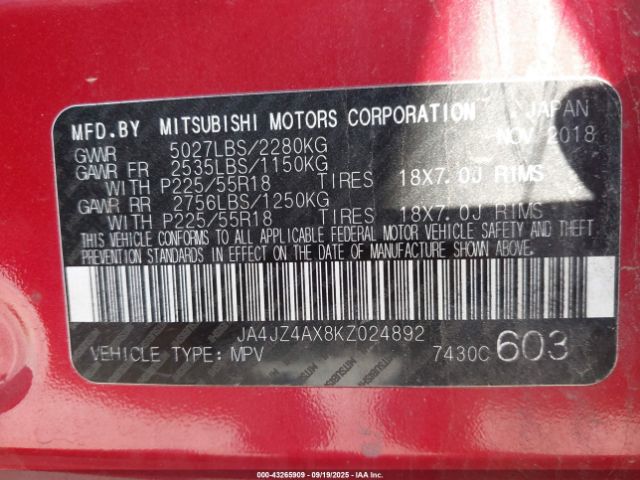 MFD.BY MITSUBISHI MOTORS CORPORATION JAPAN
GVWR 5027LBS/2280KG NOV 2018
GAWR FR 2535LBS/1150KG
WITH P225/55R18 TIRES 18X7.0J RIMS
GAWR RR 2756LBS/1250KG
WITH P225/55R18 TIRES 18X7.0J RIMS
THIS VEHICLE CONFORMS TO ALL APPLICABLE FEDERAL MOTOR VEHICLE SAFETY AND THEFT
PREVENTION STANDARDS IN EFFECT ON THE DATE OF MANUFACTURE SHOWN ABOVE.
JA4JZ4AX8KZ024892
VEHICLE TYPE: MPV 7430C 603
000-43265909 - 09/19/2025 - IAAI.COM